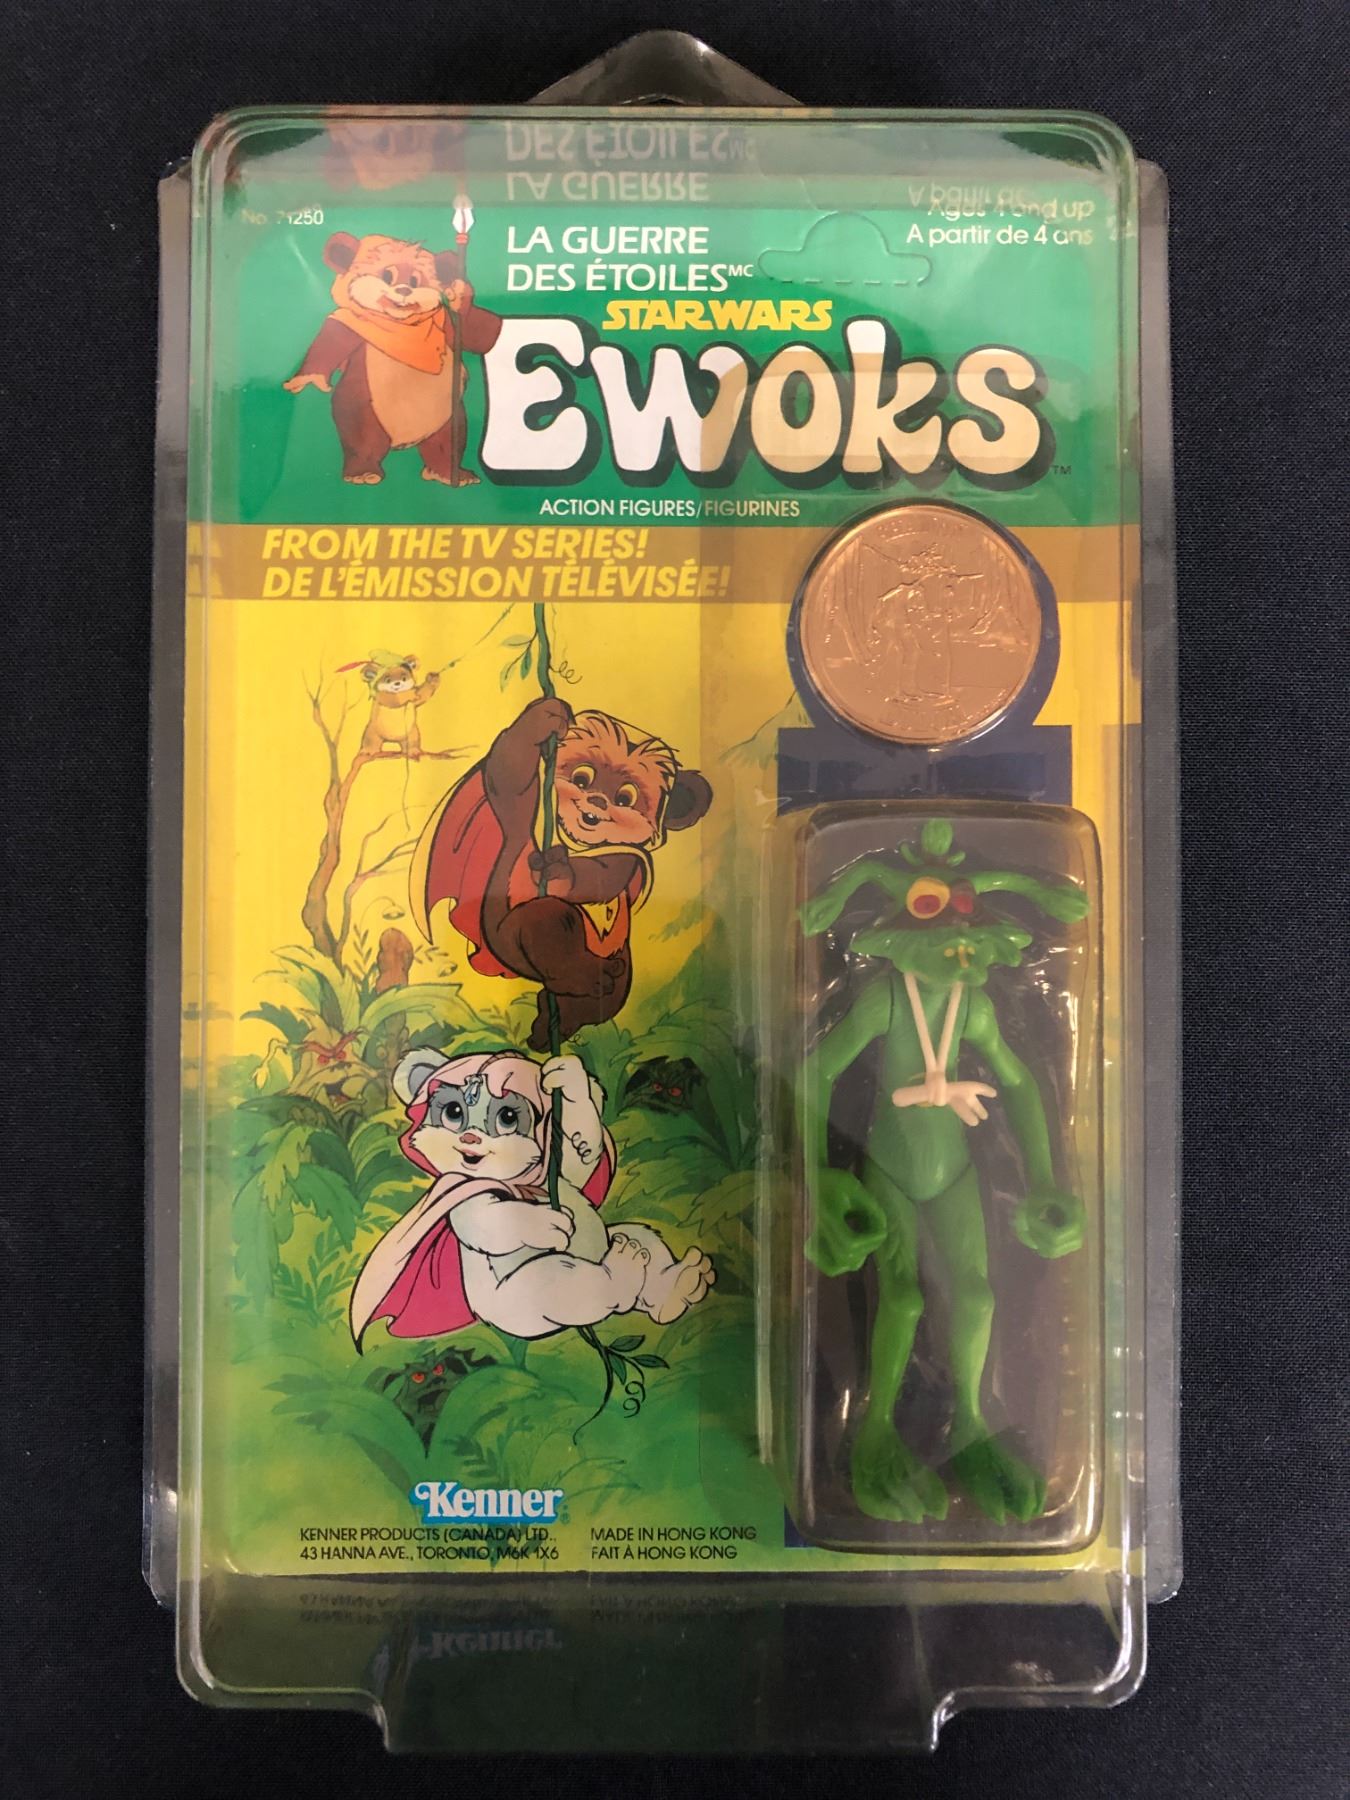 No. 71250
Ages 4 and up
A partir de 4 ans
LA GUERRE
DES ÉTOILES MC
STAR WARS
EWOKS TM
ACTION FIGURES/FIGURINES
FROM THE TV SERIES!
DE L'ÉMISSION TÉLÉVISÉE!
Kenner®
KENNER PRODUCTS (CANADA) LTD..
43 HANNA AVE., TORONTO, M6K 1X6
MADE IN HONG KONG
FAIT À HONG KONG